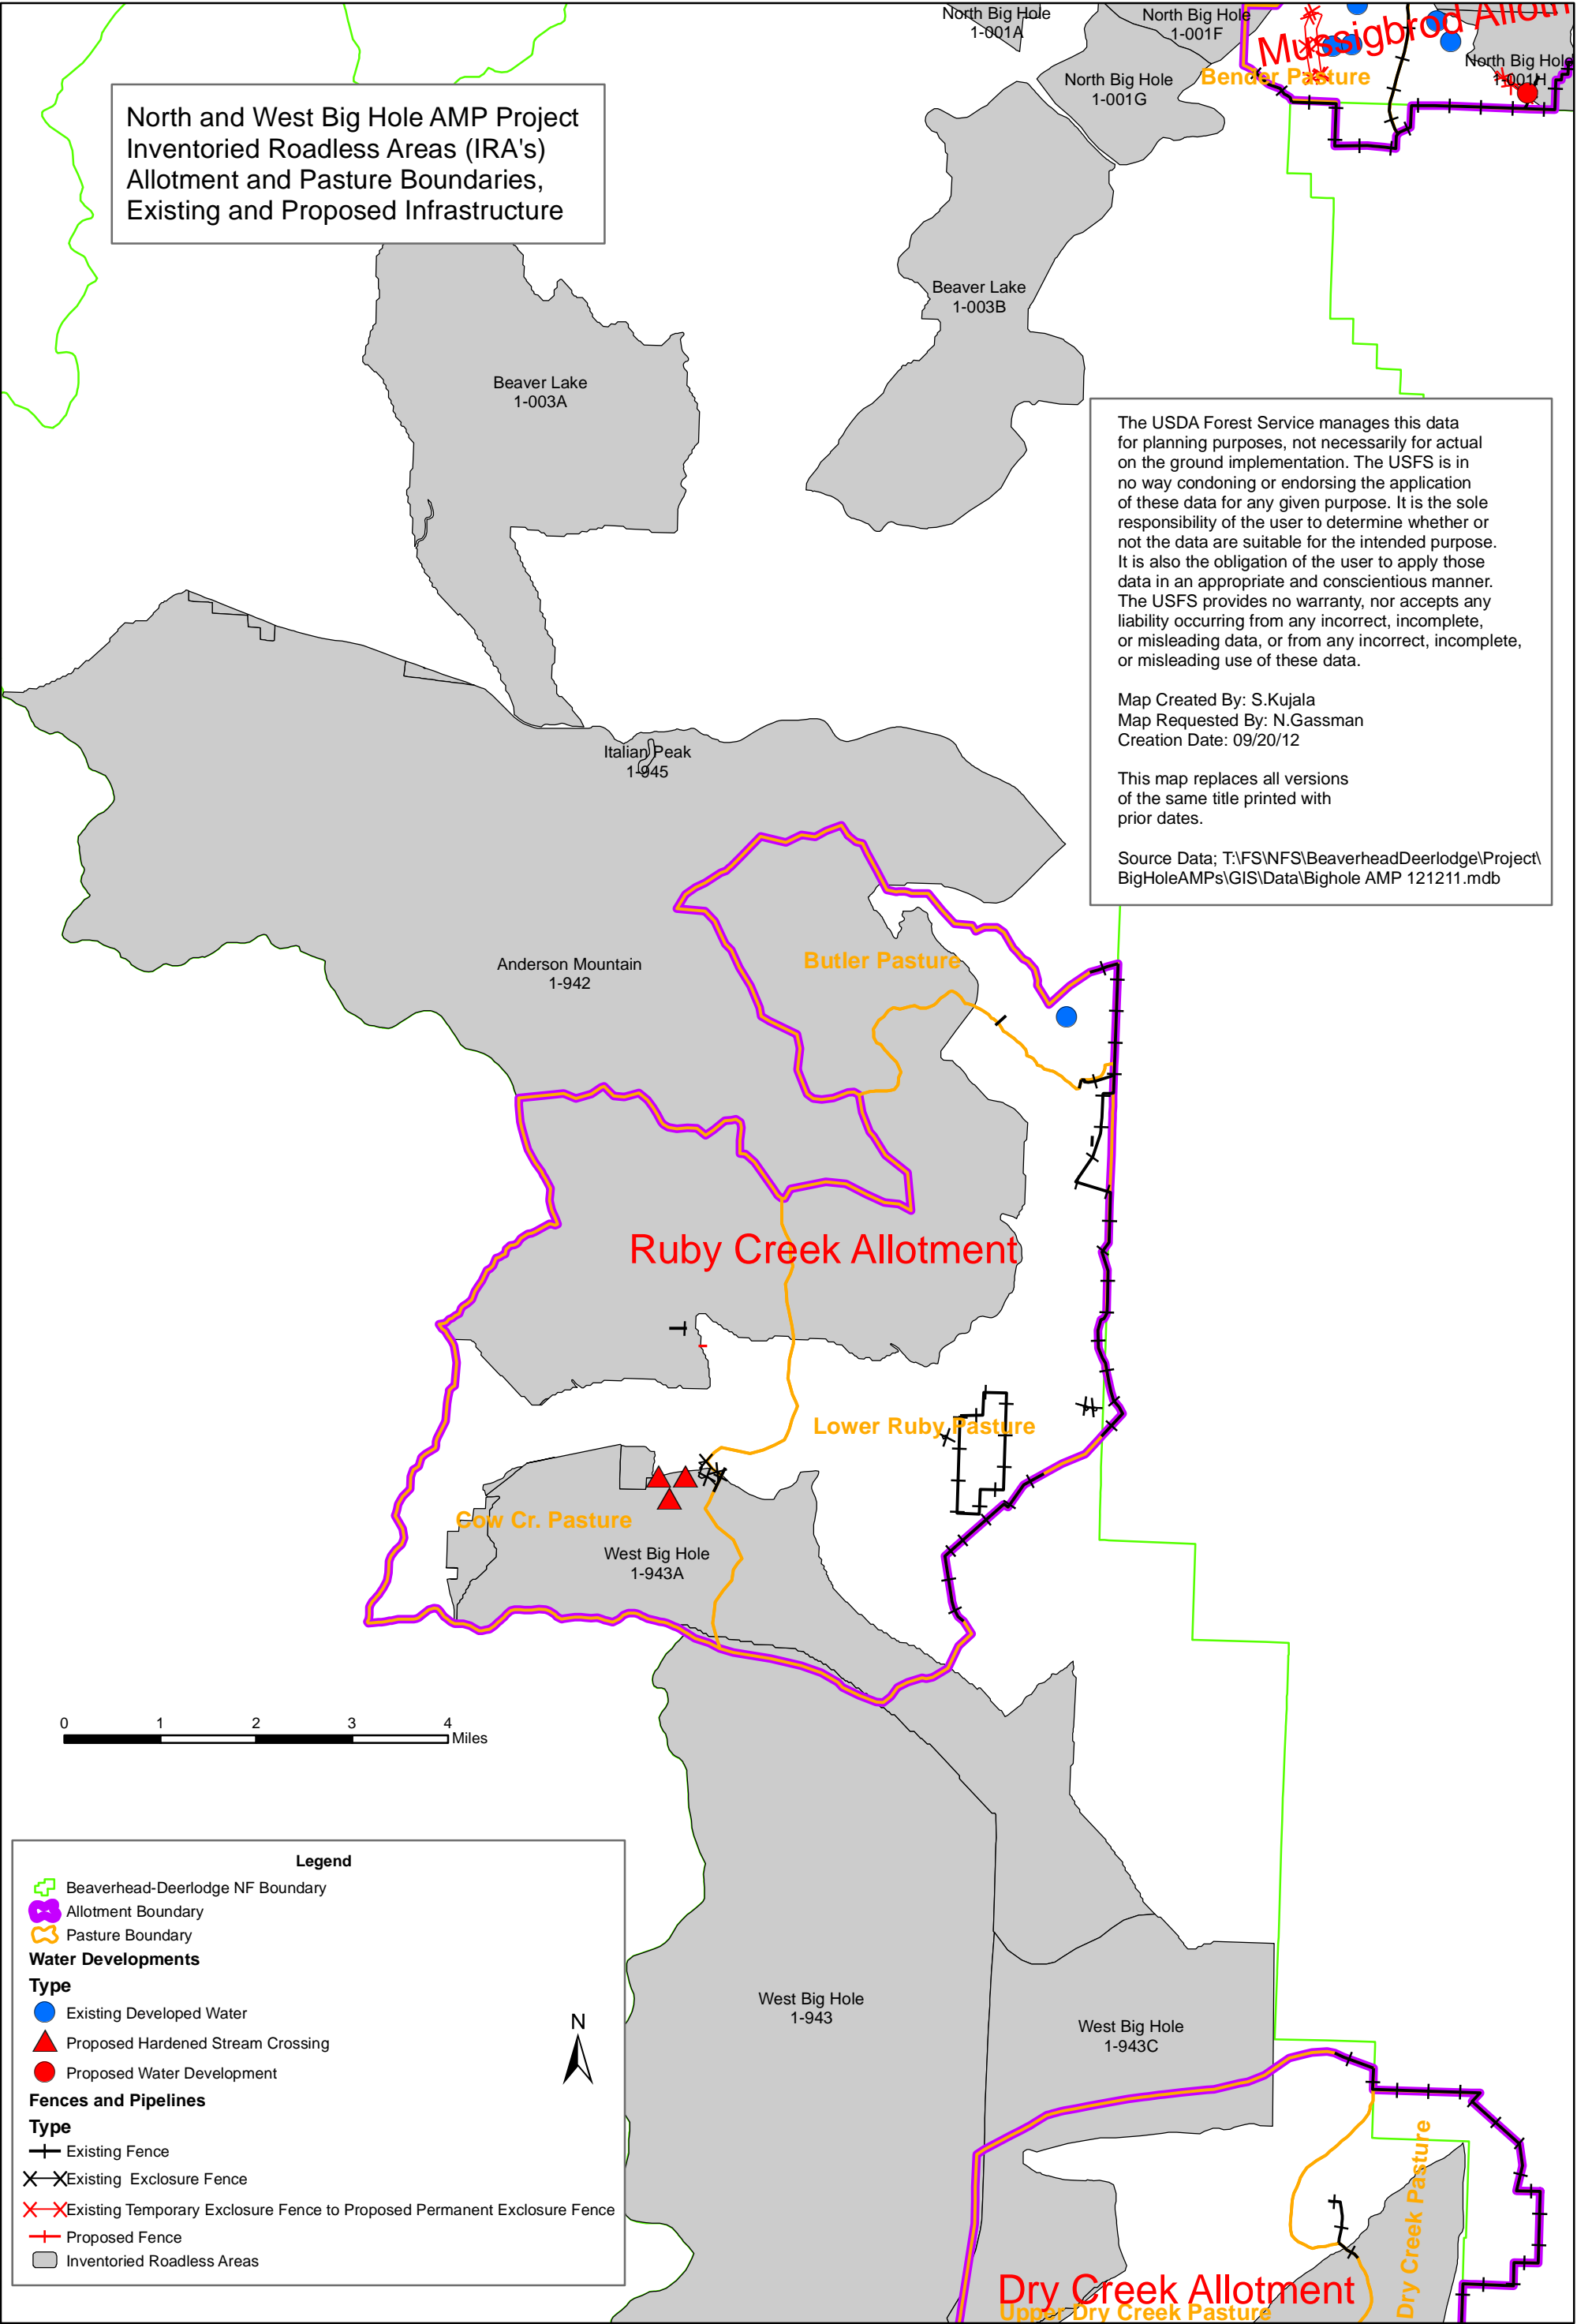 North Big Hole
1-001A
North Big Hole
1-001F
Mussigbrod Allotm
North Big Hole
1-001H
Bender Pasture
North Big Hole
1-001G
North and West Big Hole AMP Project
Inventoried Roadless Areas (IRA's)
Allotment and Pasture Boundaries,
Existing and Proposed Infrastructure
Beaver Lake
1-003B
Beaver Lake
1-003A
The USDA Forest Service manages this data
for planning purposes, not necessarily for actual
on the ground implementation. The USFS is in
no way condoning or endorsing the application
of these data for any given purpose. It is the sole
responsibility of the user to determine whether or
not the data are suitable for the intended purpose.
It is also the obligation of the user to apply those
data in an appropriate and conscientious manner.
The USFS provides no warranty, nor accepts any
liability occurring from any incorrect, incomplete,
or misleading data, or from any incorrect, incomplete,
or misleading use of these data.
Map Created By: S.Kujala
Map Requested By: N.Gassman
Creation Date: 09/20/12
This map replaces all versions
of the same title printed with
prior dates.
Source Data; T:\FS\NFS\BeaverheadDeerlodge\Project\
BigHoleAMPs\GIS\Data\Bighole AMP 121211.mdb
Italian Peak
1-945
Butler Pasture
Anderson Mountain
1-942
Ruby Creek Allotment
Lower Ruby Pasture
Cow Cr. Pasture
West Big Hole
1-943A
0 1 2 3 4
Miles
Legend
Beaverhead-Deerlodge NF Boundary
Allotment Boundary
Pasture Boundary
Water Developments
Type
Existing Developed Water
Proposed Hardened Stream Crossing
Proposed Water Development
Fences and Pipelines
Type
Existing Fence
Existing Exclosure Fence
Existing Temporary Exclosure Fence to Proposed Permanent Exclosure Fence
Proposed Fence
Inventoried Roadless Areas
N
West Big Hole
1-943
West Big Hole
1-943C
Dry Creek Pasture
Dry Creek Allotment
Upper Dry Creek Pasture